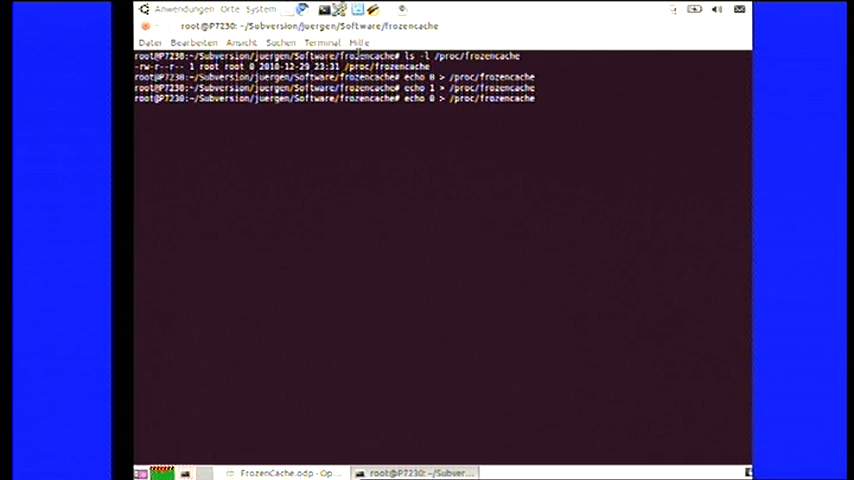 Anwendungen Orte System
root@P7230: ~/Subversion/juergen/Software/frozencache
Datei Bearbeiten Ansicht Suchen Terminal Hilfe
root@P7230:~/Subversion/juergen/Software/frozencache# ls -l /proc/frozencache
-rw-r--r-- 1 root root 0 2010-12-29 23:31 /proc/frozencache
root@P7230:~/Subversion/juergen/Software/frozencache# echo 0 > /proc/frozencache
root@P7230:~/Subversion/juergen/Software/frozencache# echo 1 > /proc/frozencache
root@P7230:~/Subversion/juergen/Software/frozencache# echo 0 > /proc/frozencache
FrozenCache.odp - Op...
root@P7230: ~/Subver...